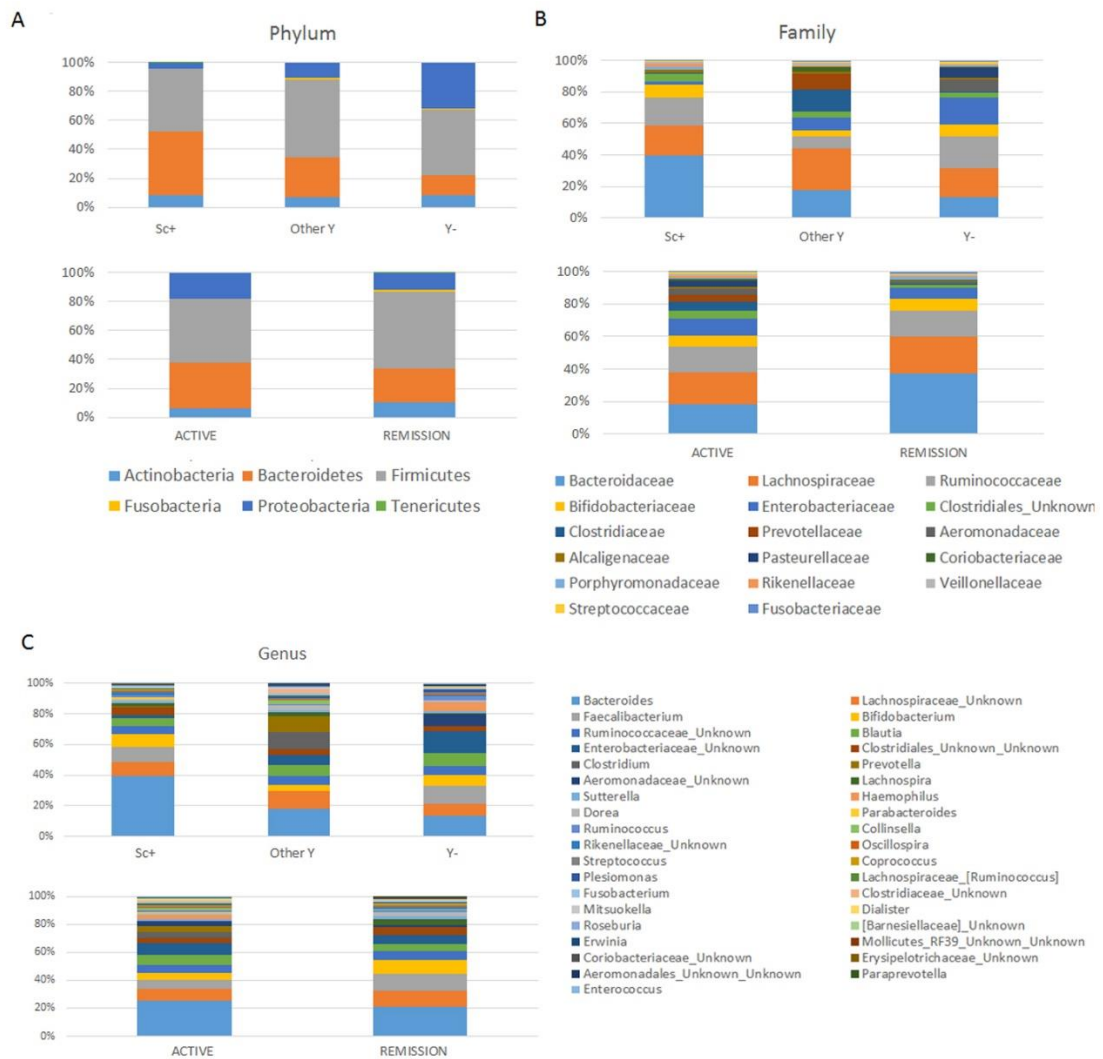 A
Phylum
100%
80%
60%
40%
20%
0%
Sc+ Other Y Y-
100%
80%
60%
40%
20%
0%
ACTIVE REMISSION
Actinobacteria Bacteroidetes Firmicutes
Fusobacteria Proteobacteria Tenericutes
B
Family
100%
80%
60%
40%
20%
0%
Sc+ Other Y Y-
100%
80%
60%
40%
20%
0%
ACTIVE REMISSION
Bacteroidaceae Lachnospiraceae Ruminococcaceae
Bifidobacteriaceae Enterobacteriaceae Clostridiales_Unknown
Clostridiaceae Prevotellaceae Aeromonadaceae
Alcaligenaceae Pasteurellaceae Coriobacteriaceae
Porphyromonadaceae Rikenellaceae Veillonellaceae
Streptococcaceae Fusobacteriaceae
C
Genus
100%
80%
60%
40%
20%
0%
Sc+ Other Y Y-
100%
80%
60%
40%
20%
0%
ACTIVE REMISSION
Bacteroides Lachnospiraceae_Unknown
Faecalibacterium Bifidobacterium
Ruminococcaceae_Unknown Blautia
Enterobacteriaceae_Unknown Clostridiales_Unknown_Unknown
Clostridium Prevotella
Aeromonadaceae_Unknown Lachnospira
Sutterella Haemophilus
Dorea Parabacteroides
Ruminococcus Collinsella
Rikenellaceae_Unknown Oscillospira
Streptococcus Coprococcus
Plesiomonas Lachnospiraceae_[Ruminococcus]
Fusobacterium Clostridiaceae_Unknown
Mitsuokella Dialister
Roseburia [Barnesiellaceae]_Unknown
Erwinia Mollicutes_RF39_Unknown_Unknown
Coriobacteriaceae_Unknown Erysipelotrichaceae_Unknown
Aeromonadales_Unknown_Unknown Paraprevotella
Enterococcus